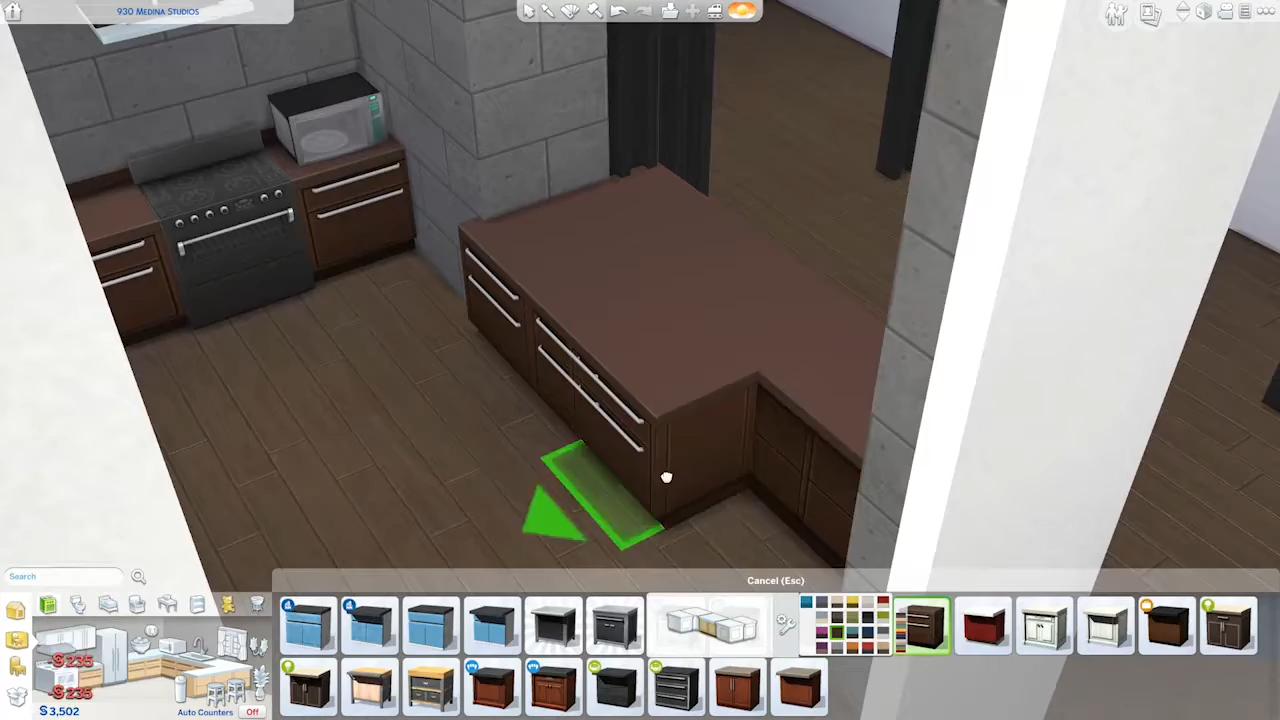 930 MEDINA STUDIOS
Cancel (Esc)
Search
-§235
-§235
§3,502
Auto Counters Off